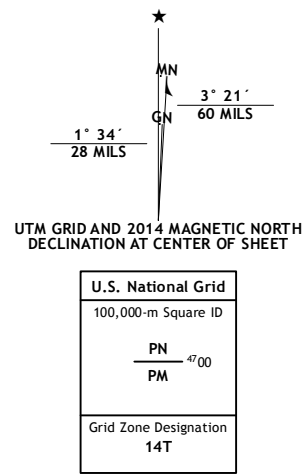 ★
MN
3° 21´
60 MILS
GN
1° 34´
28 MILS
UTM GRID AND 2014 MAGNETIC NORTH
DECLINATION AT CENTER OF SHEET
U.S. National Grid
100,000-m Square ID
PN
4700
PM
Grid Zone Designation
14T